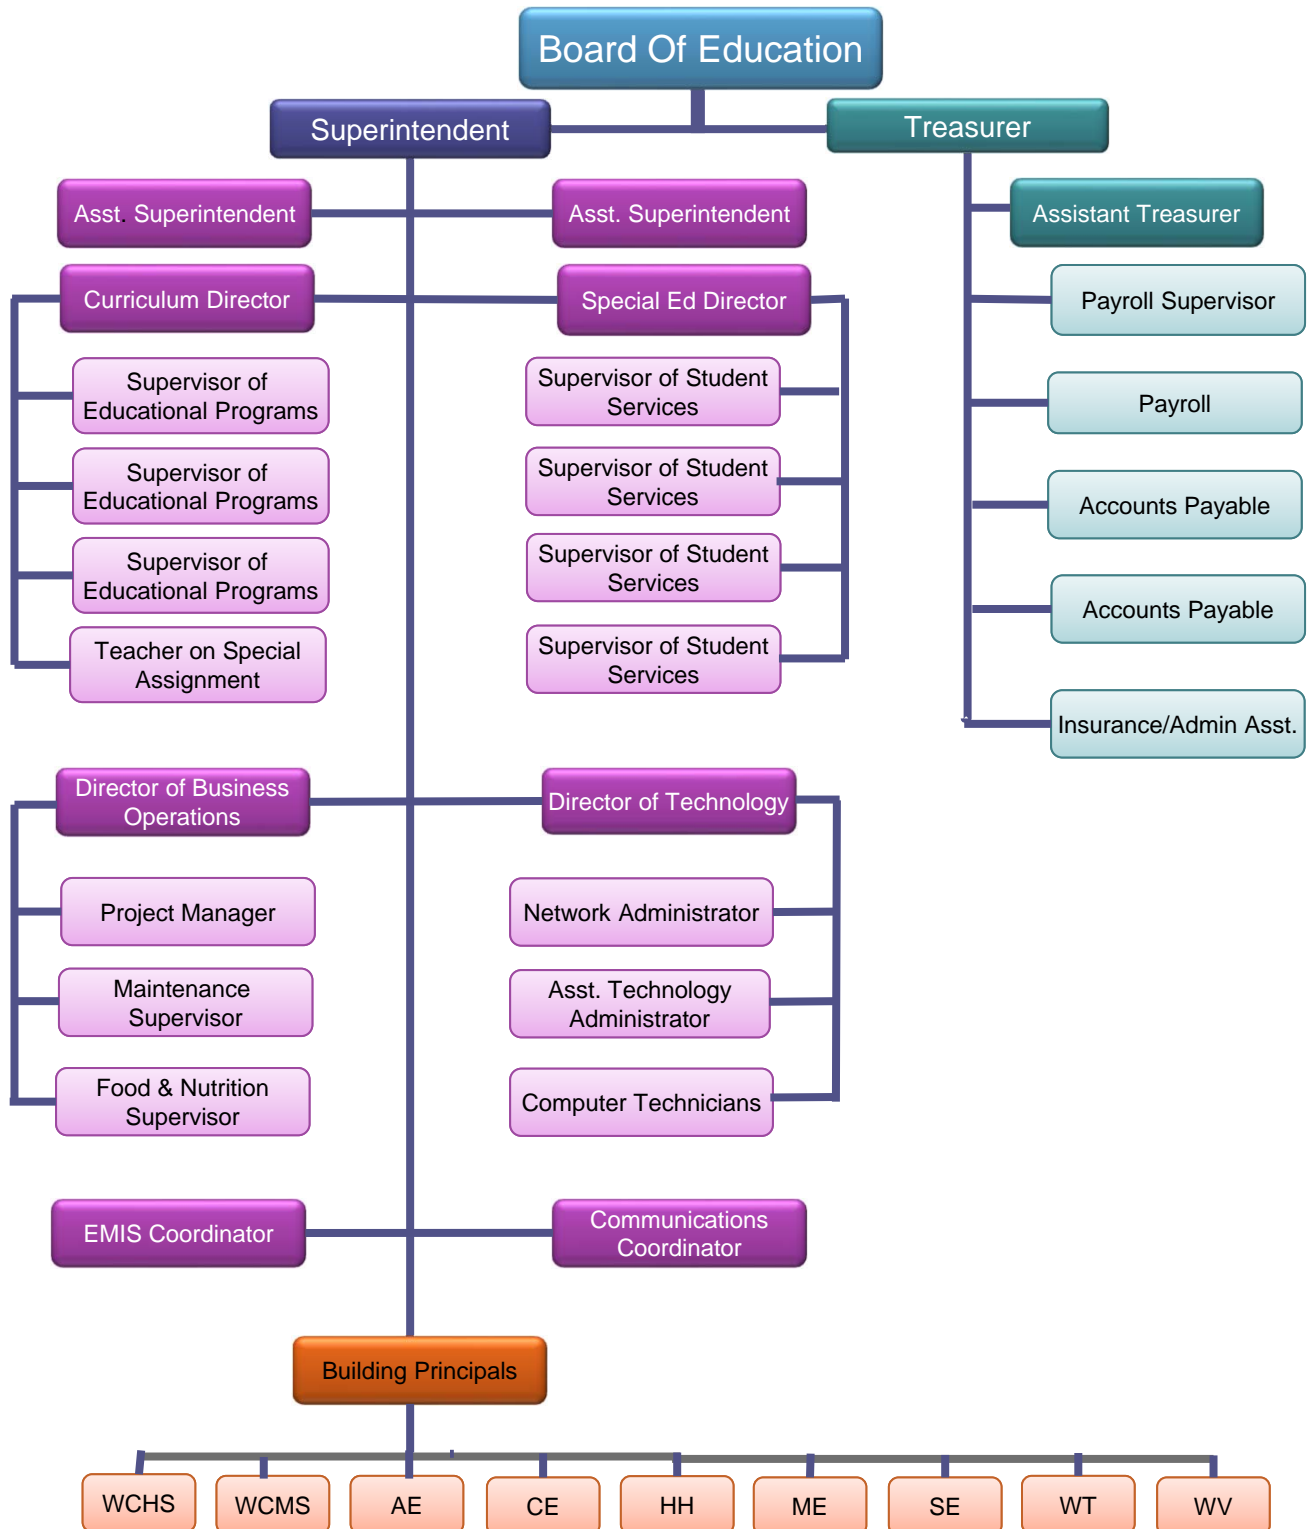 Board Of Education
Superintendent
Treasurer
Asst. Superintendent
Asst. Superintendent
Assistant Treasurer
Curriculum Director
Special Ed Director
Payroll Supervisor
Supervisor of
Educational Programs
Supervisor of Student
Services
Payroll
Supervisor of
Educational Programs
Supervisor of Student
Services
Accounts Payable
Supervisor of
Educational Programs
Supervisor of Student
Services
Accounts Payable
Teacher on Special
Assignment
Supervisor of Student
Services
Insurance/Admin Asst.
Director of Business
Operations
Director of Technology
Project Manager
Network Administrator
Maintenance
Supervisor
Asst. Technology
Administrator
Food & Nutrition
Supervisor
Computer Technicians
EMIS Coordinator
Communications
Coordinator
Building Principals
WCHS
WCMS
AE
CE
HH
ME
SE
WT
WV